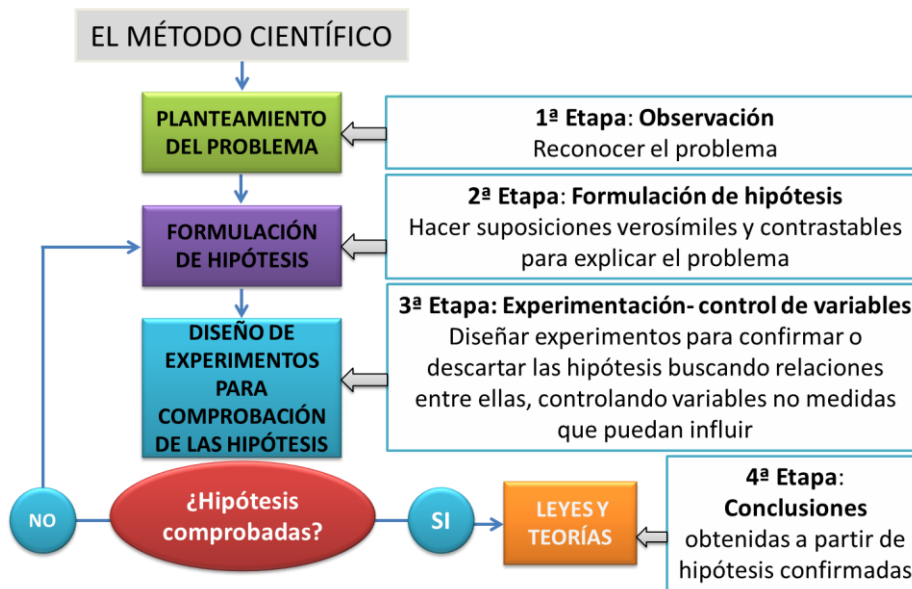 EL MÉTODO CIENTÍFICO
PLANTEAMIENTO
DEL PROBLEMA
1ª Etapa: Observación
Reconocer el problema
FORMULACIÓN
DE HIPÓTESIS
2ª Etapa: Formulación de hipótesis
Hacer suposiciones verosímiles y contrastables
para explicar el problema
DISEÑO DE
EXPERIMENTOS
PARA
COMPROBACIÓN
DE LAS HIPÓTESIS
3ª Etapa: Experimentación- control de variables
Diseñar experimentos para confirmar o
descartar las hipótesis buscando relaciones
entre ellas, controlando variables no medidas
que puedan influir
NO
¿Hipótesis
comprobadas?
SI
LEYES Y
TEORÍAS
4ª Etapa:
Conclusiones
obtenidas a partir de
hipótesis confirmadas